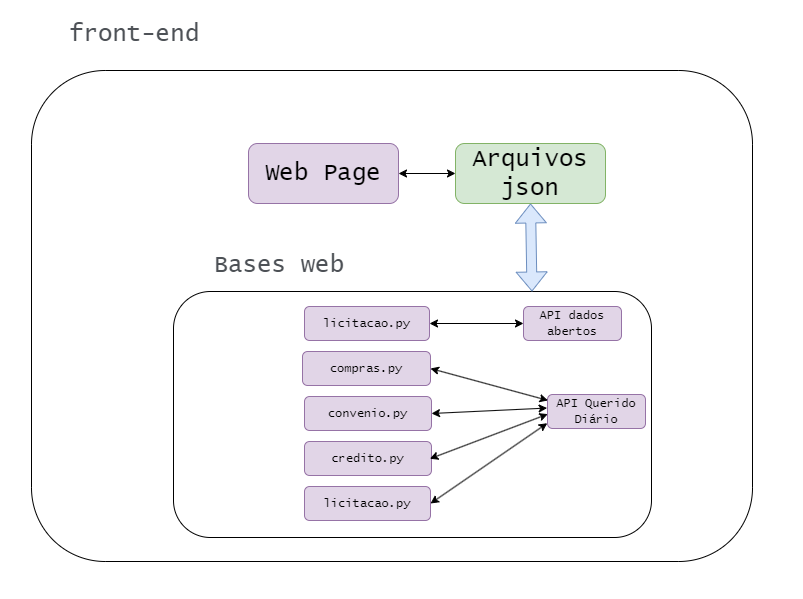 front-end
Web Page
Arquivos
json
Bases web
licitacao.py
API dados
abertos
compras.py
convenio.py
API Querido
Diário
credito.py
licitacao.py